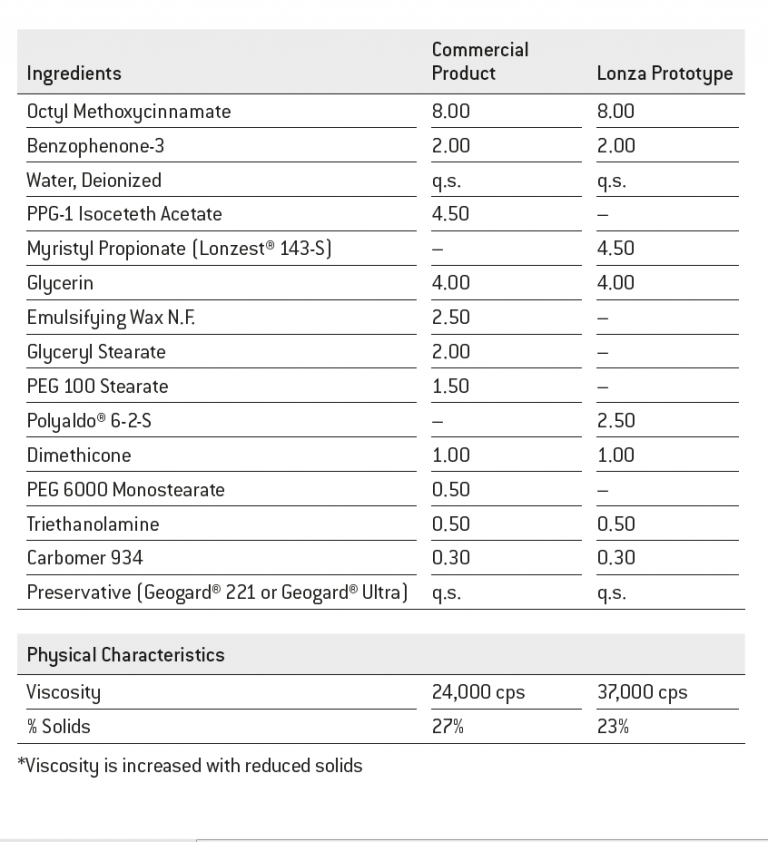 Ingredients Commercial Product Lonza Prototype
Octyl Methoxycinnamate 8.00 8.00
Benzophenone-3 2.00 2.00
Water, Deionized q.s. q.s.
PPG-1 Isoceteth Acetate 4.50 –
Myristyl Propionate (Lonzest® 143-S) – 4.50
Glycerin 4.00 4.00
Emulsifying Wax N.F. 2.50 –
Glyceryl Stearate 2.00 –
PEG 100 Stearate 1.50 –
Polyaldo® 6-2-S – 2.50
Dimethicone 1.00 1.00
PEG 6000 Monostearate 0.50 –
Triethanolamine 0.50 0.50
Carbomer 934 0.30 0.30
Preservative (Geogard® 221 or Geogard® Ultra) q.s. q.s.
Physical Characteristics
Viscosity 24,000 cps 37,000 cps
% Solids 27% 23%
*Viscosity is increased with reduced solids